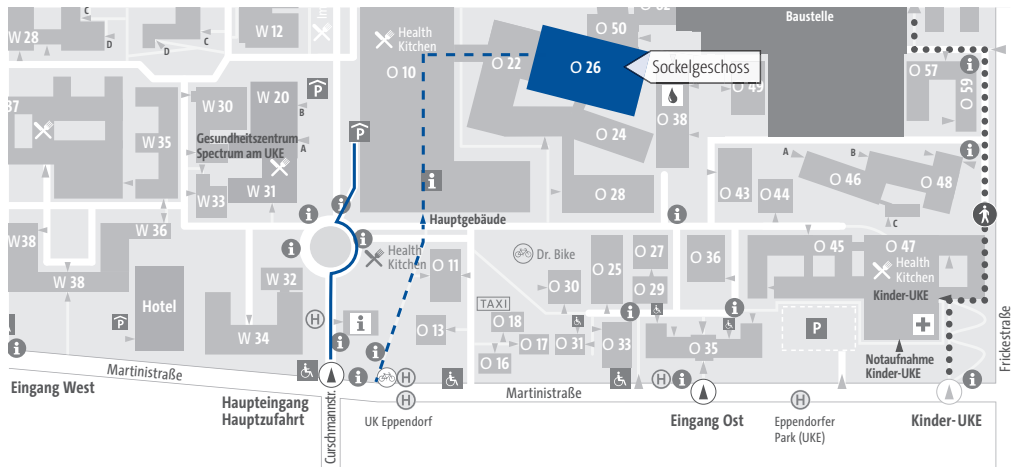 W 28
C
D
D
C
W 12
Health
Kitchen
O 10
O 22
O 50
O 26
Sockelgeschoss
Baustelle
O 57
O 59
O 49
O 38
O 24
37
W 30
W 20
B
A
W 35
Gesundheitszentrum
Spectrum am UKE
W 33
W 31
O 28
O 43
O 44
A
O 46
B
O 48
C
Hauptgebäude
W 38
W 36
W 38
Hotel
W 32
W 34
H
Health
Kitchen
O 11
O 13
Dr. Bike
O 30
O 25
O 27
O 29
O 36
O 45
O 47
Health
Kitchen
Kinder-UKE
TAXI
O 18
O 17
O 16
O 31
O 33
O 35
P
Notaufnahme
Kinder-UKE
Frickestraße
Martinistraße
Martinistraße
Eingang West
Haupteingang
Hauptzufahrt
Curschmannstr.
H
H
UK Eppendorf
H
Eingang Ost
H
Eppendorfer
Park (UKE)
Kinder-UKE